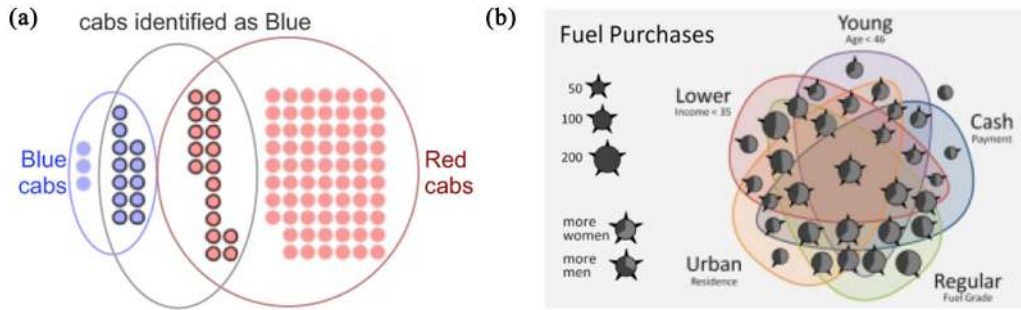 (a)
cabs identified as Blue
Blue
cabs
Red
cabs
(b)
Fuel Purchases
50
100
200
more
women
more
men
Young
Age < 46
Lower
Income < 35
Cash
Payment
Urban
Residence
Regular
Fuel Grade